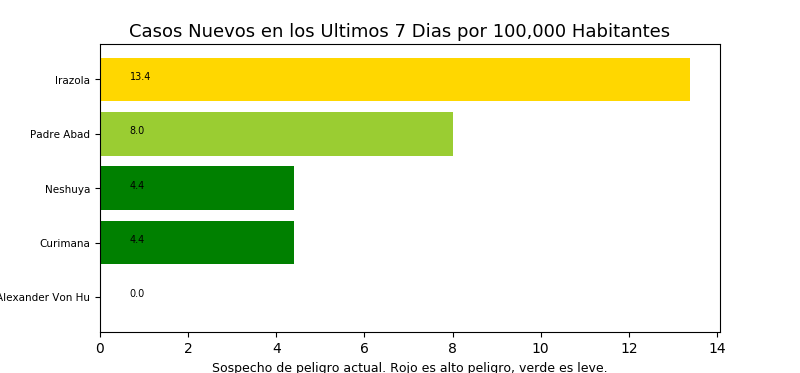 Casos Nuevos en los Ultimos 7 Dias por 100,000 Habitantes
Irazola 13.4
Padre Abad 8.0
Neshuya 4.4
Curimana 4.4
Alexander Von Hu 0.0
0 2 4 6 8 10 12 14
Sospecho de peligro actual. Rojo es alto peligro, verde es leve.